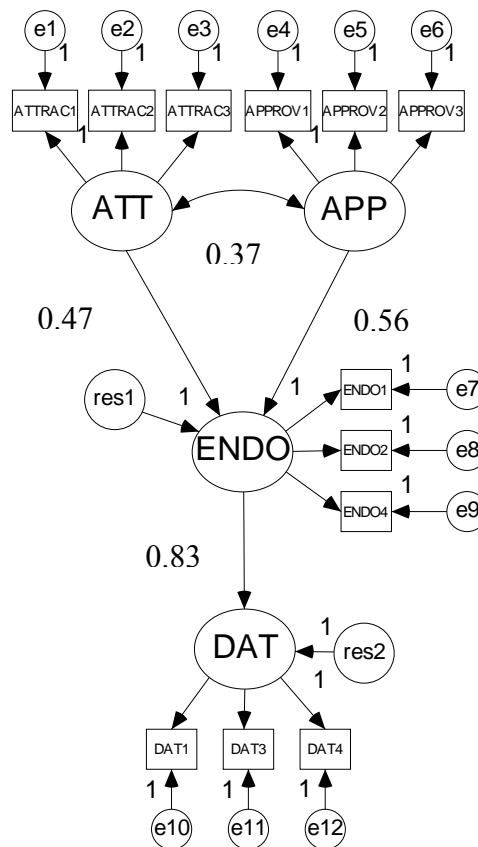 e1 e2 e3 e4 e5 e6
1 1 1 1 1 1
ATTRAC1 ATTRAC2 ATTRAC3 APPROV1 APPROV2 APPROV3
1 1
ATT APP
0.37
0.47 0.56
res1 1 1 ENDO1 1 e7
ENDO ENDO2 1 e8
ENDO4 1 e9
0.83
DAT 1 res2
1
DAT1 DAT3 DAT4
1 1 1
e10 e11 e12